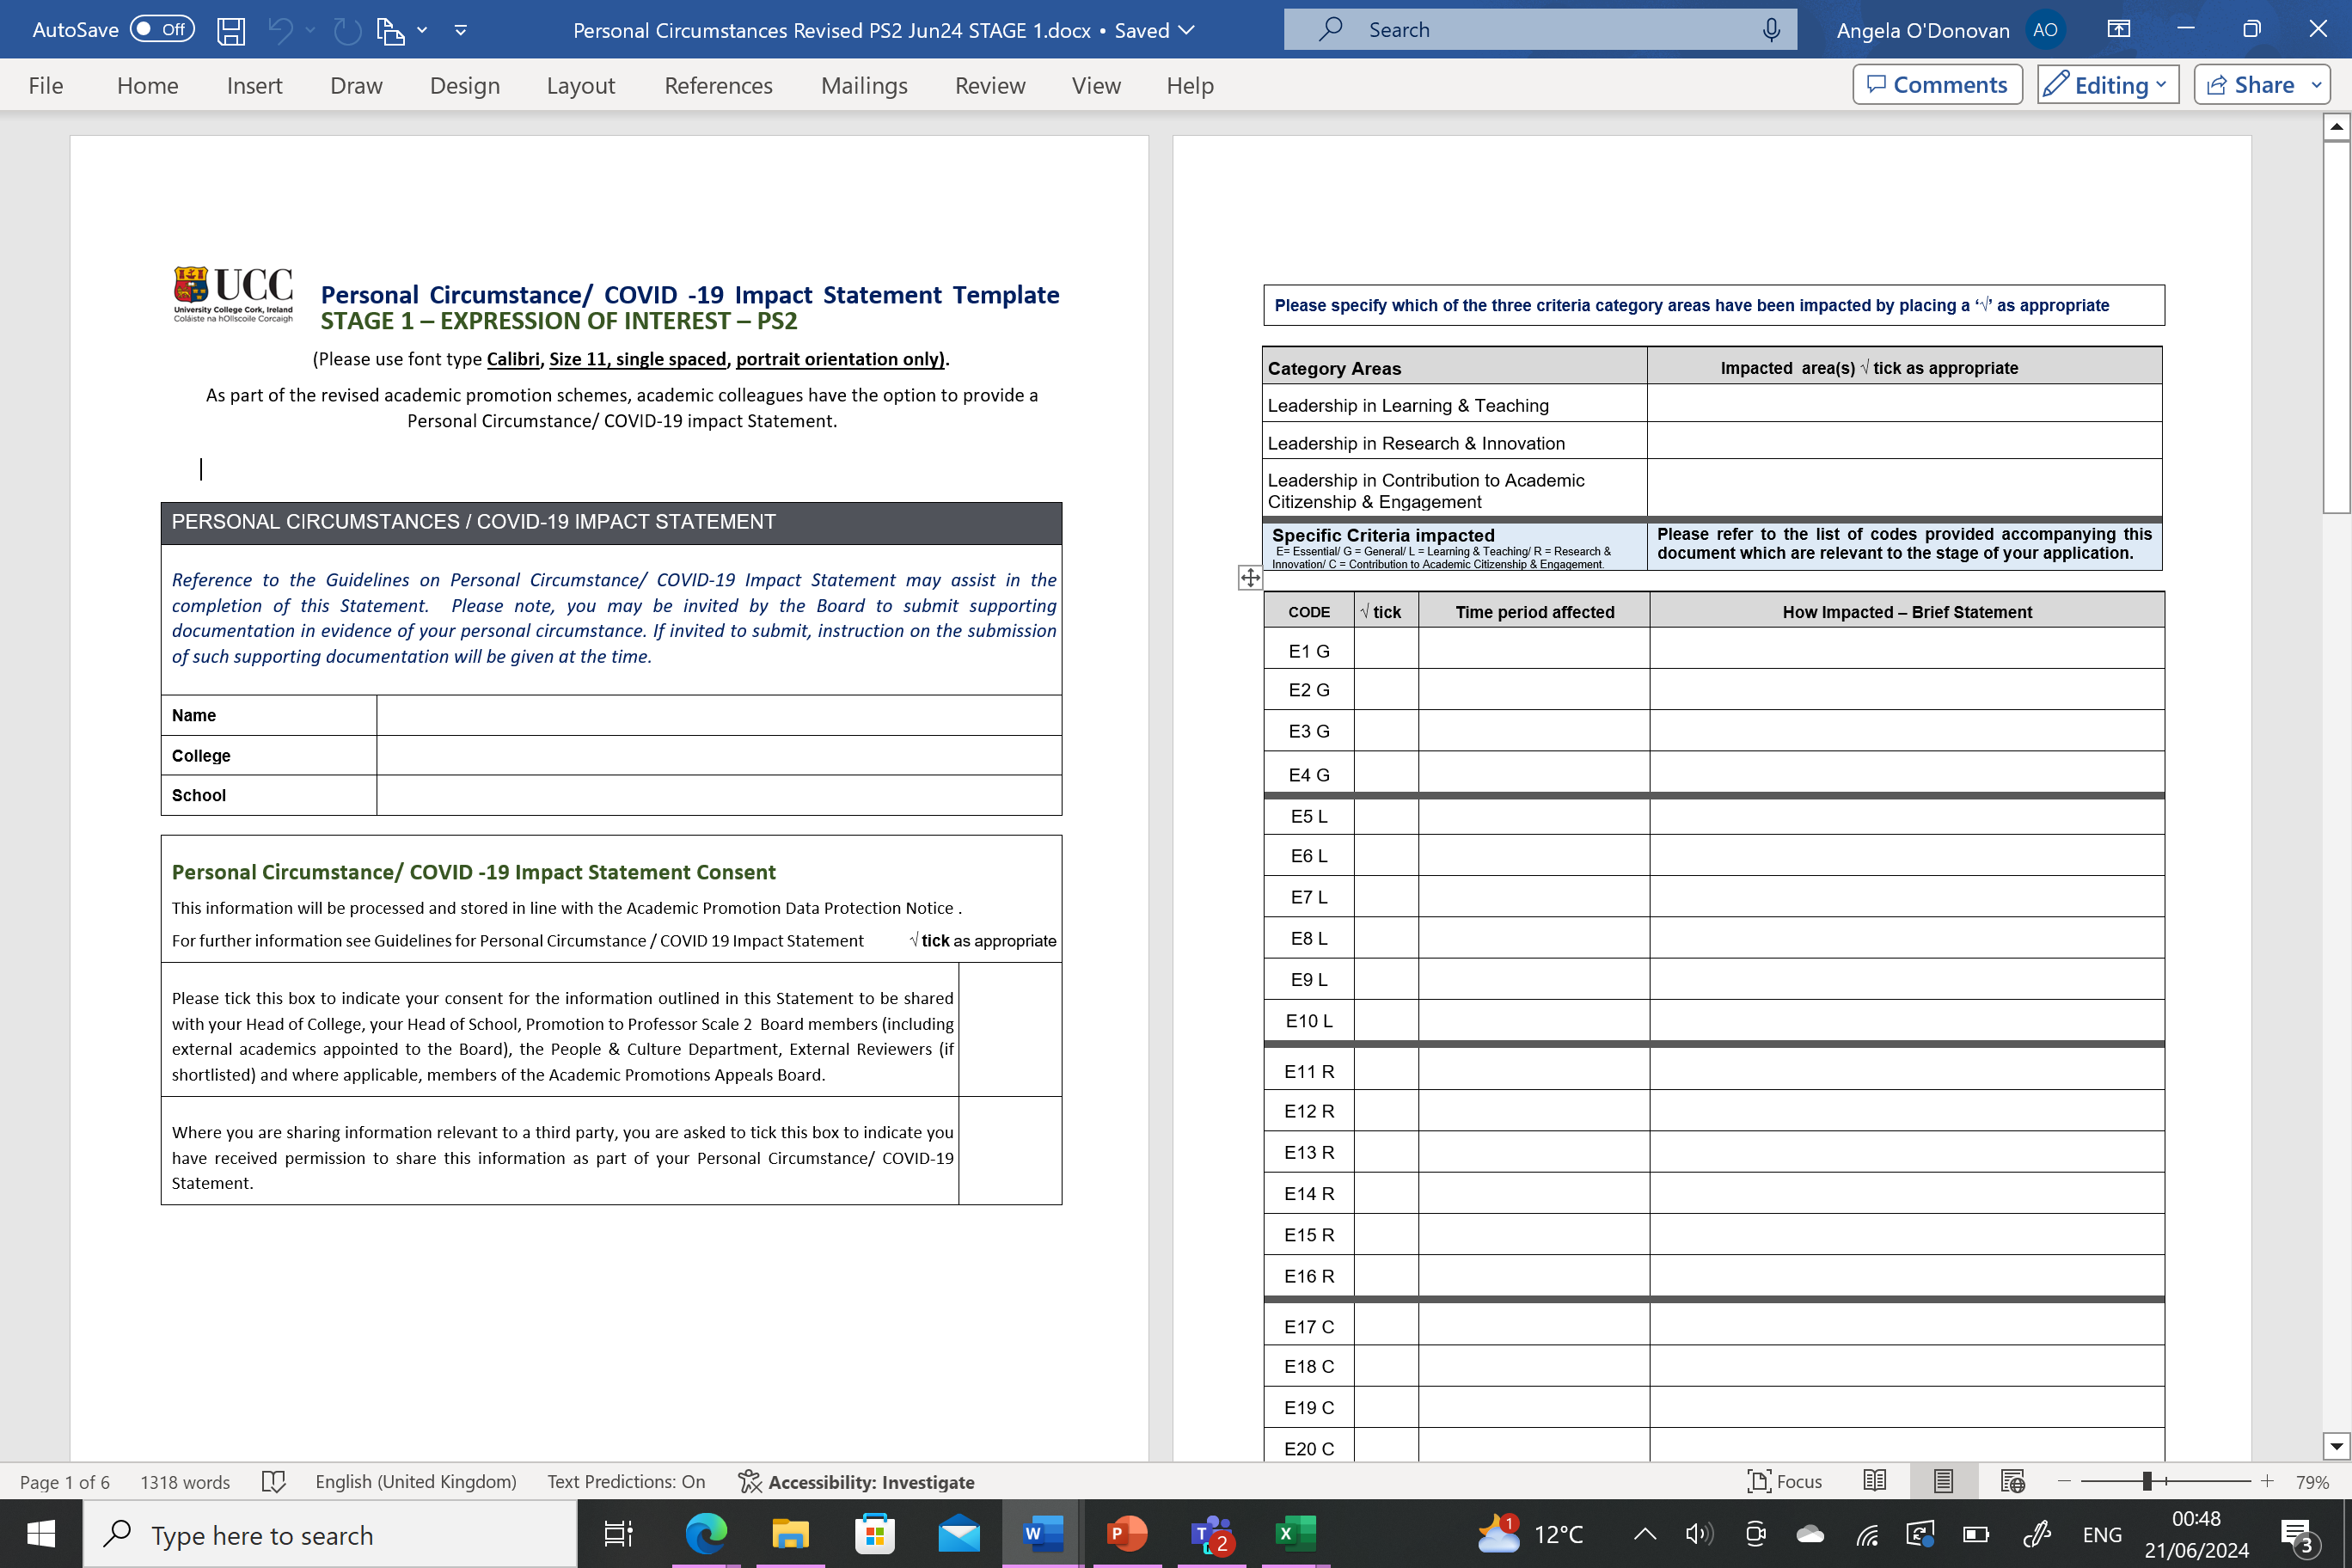 AutoSave Off Personal Circumstances Revised PS2 Jun24 STAGE 1.docx • Saved Search Angela O'Donovan AO
File Home Insert Draw Design Layout References Mailings Review View Help Comments Editing Share
UCC
University College Cork, Ireland
Coláiste na hOllscoile Corcaigh
Personal Circumstance/ COVID -19 Impact Statement Template
STAGE 1 – EXPRESSION OF INTEREST – PS2
(Please use font type Calibri, Size 11, single spaced, portrait orientation only).
As part of the revised academic promotion schemes, academic colleagues have the option to provide a
Personal Circumstance/ COVID-19 impact Statement.
PERSONAL CIRCUMSTANCES / COVID-19 IMPACT STATEMENT
Reference to the Guidelines on Personal Circumstance/ COVID-19 Impact Statement may assist in the
completion of this Statement. Please note, you may be invited by the Board to submit supporting
documentation in evidence of your personal circumstance. If invited to submit, instruction on the submission
of such supporting documentation will be given at the time.
Name
College
School
Personal Circumstance/ COVID -19 Impact Statement Consent
This information will be processed and stored in line with the Academic Promotion Data Protection Notice .
For further information see Guidelines for Personal Circumstance / COVID 19 Impact Statement √ tick as appropriate
Please tick this box to indicate your consent for the information outlined in this Statement to be shared
with your Head of College, your Head of School, Promotion to Professor Scale 2 Board members (including
external academics appointed to the Board), the People & Culture Department, External Reviewers (if
shortlisted) and where applicable, members of the Academic Promotions Appeals Board.
Where you are sharing information relevant to a third party, you are asked to tick this box to indicate you
have received permission to share this information as part of your Personal Circumstance/ COVID-19
Statement.
Please specify which of the three criteria category areas have been impacted by placing a ‘√’ as appropriate
Category Areas Impacted area(s) √ tick as appropriate
Leadership in Learning & Teaching
Leadership in Research & Innovation
Leadership in Contribution to Academic
Citizenship & Engagement
Specific Criteria impacted
E= Essential/ G = General/ L = Learning & Teaching/ R = Research &
Innovation/ C = Contribution to Academic Citizenship & Engagement.
Please refer to the list of codes provided accompanying this
document which are relevant to the stage of your application.
CODE √ tick Time period affected How Impacted – Brief Statement
E1 G
E2 G
E3 G
E4 G
E5 L
E6 L
E7 L
E8 L
E9 L
E10 L
E11 R
E12 R
E13 R
E14 R
E15 R
E16 R
E17 C
E18 C
E19 C
E20 C
Page 1 of 6 1318 words English (United Kingdom) Text Predictions: On Accessibility: Investigate Focus 79%
Type here to search W P T 2 X 1 12°C ENG 00:48
21/06/2024 3